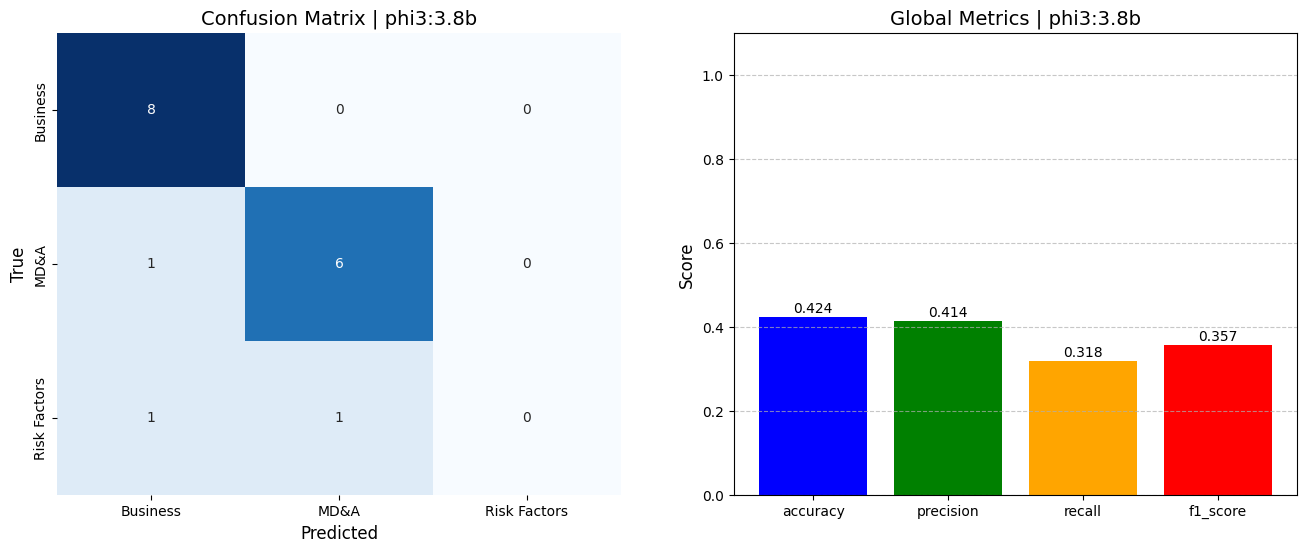 Confusion Matrix | phi3:3.8b
True
Business
MD&A
Risk Factors
8 0 0
1 6 0
1 1 0
Business MD&A Risk Factors
Predicted
Global Metrics | phi3:3.8b
Score
1.0
0.8
0.6
0.4
0.2
0.0
0.424
0.414
0.318
0.357
accuracy precision recall f1_score